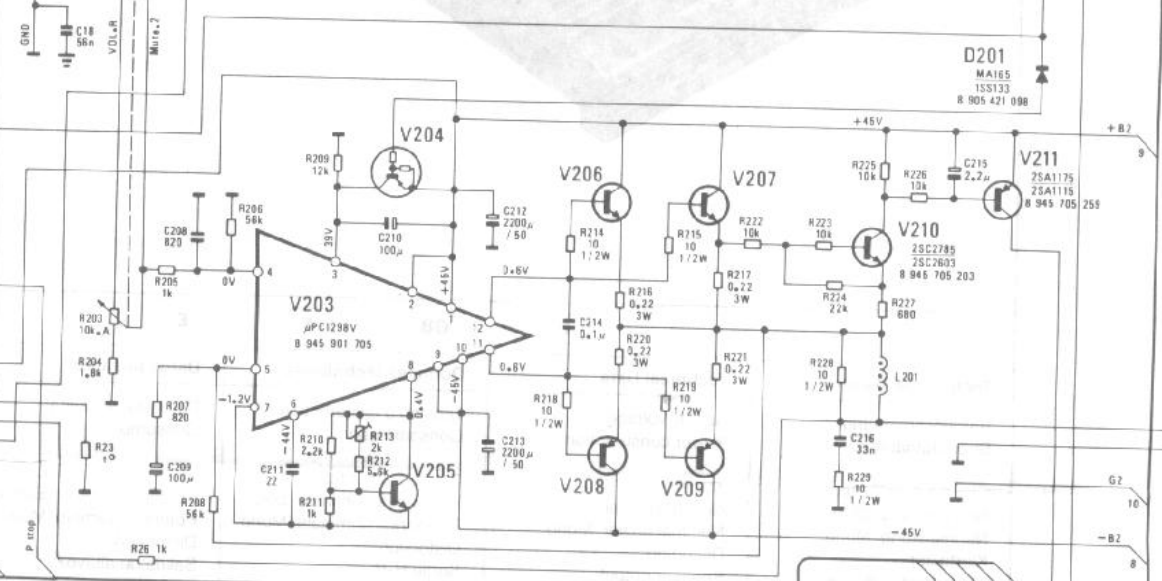 GND
C18
56n
VOL.R
Mute.2
D201
MA165
1SS133
8 905 421 098
+45V
+B2
9
V204
R209
12k
V206
V207
R225
10k
R226
10k
C215
2.2µ
V211
2SA1175
2SA1115
8 945 705 259
C208
820
R206
56k
39V
C210
100µ
C212
2200µ
/ 50
R214
10
1/2W
R215
10
1/2W
R222
10k
R223
10k
V210
2SC2785
2SC2603
8 945 705 203
R205
1k
0V
4
3
2
+45V
1
0.6V
R217
0.22
3W
R224
22k
R227
680
R203
10k.A
V203
µPC1298V
8 945 901 705
12
11
10
9
8
C214
0.1µ
R216
0.22
3W
R220
0.22
3W
R221
0.22
3W
R228
10
1/2W
L201
R204
1.8k
0V
5
0.6V
-45V
0.4V
-1.2V
7
6
-44V
R207
820
R218
10
1/2W
R219
10
1/2W
R23
R210
2.2k
R213
2k
R212
5.6k
C213
2200µ
/ 50
C216
33n
C209
100µ
C211
22
V205
V208
V209
R229
10
1/2W
G2
10
R208
56k
R211
1k
P stop
R26 1k
-45V
-B2
8